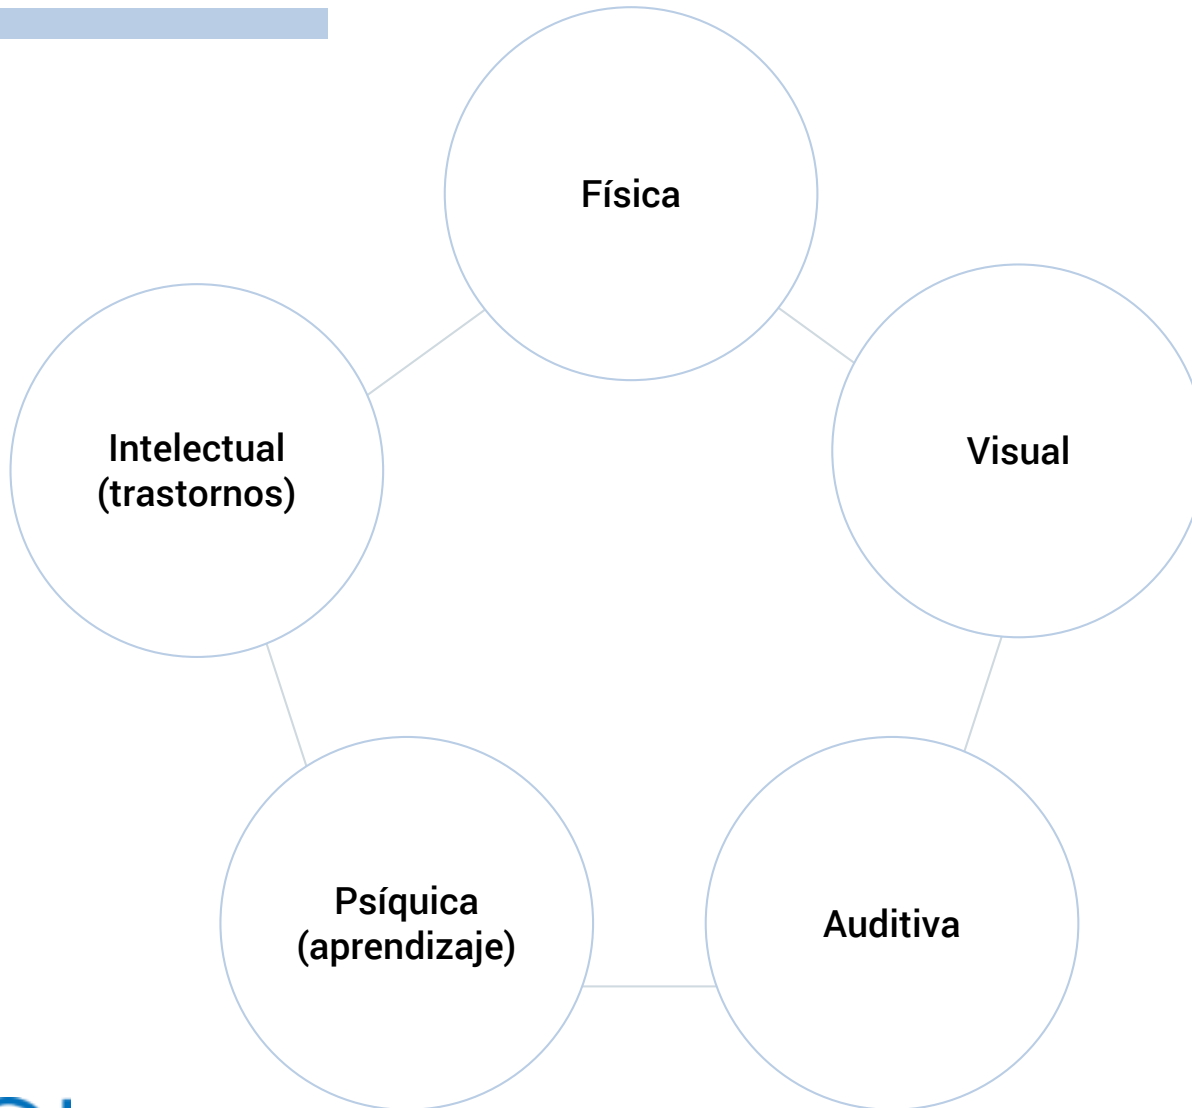 Física
Visual
Intelectual
(trastornos)
Psíquica
(aprendizaje)
Auditiva